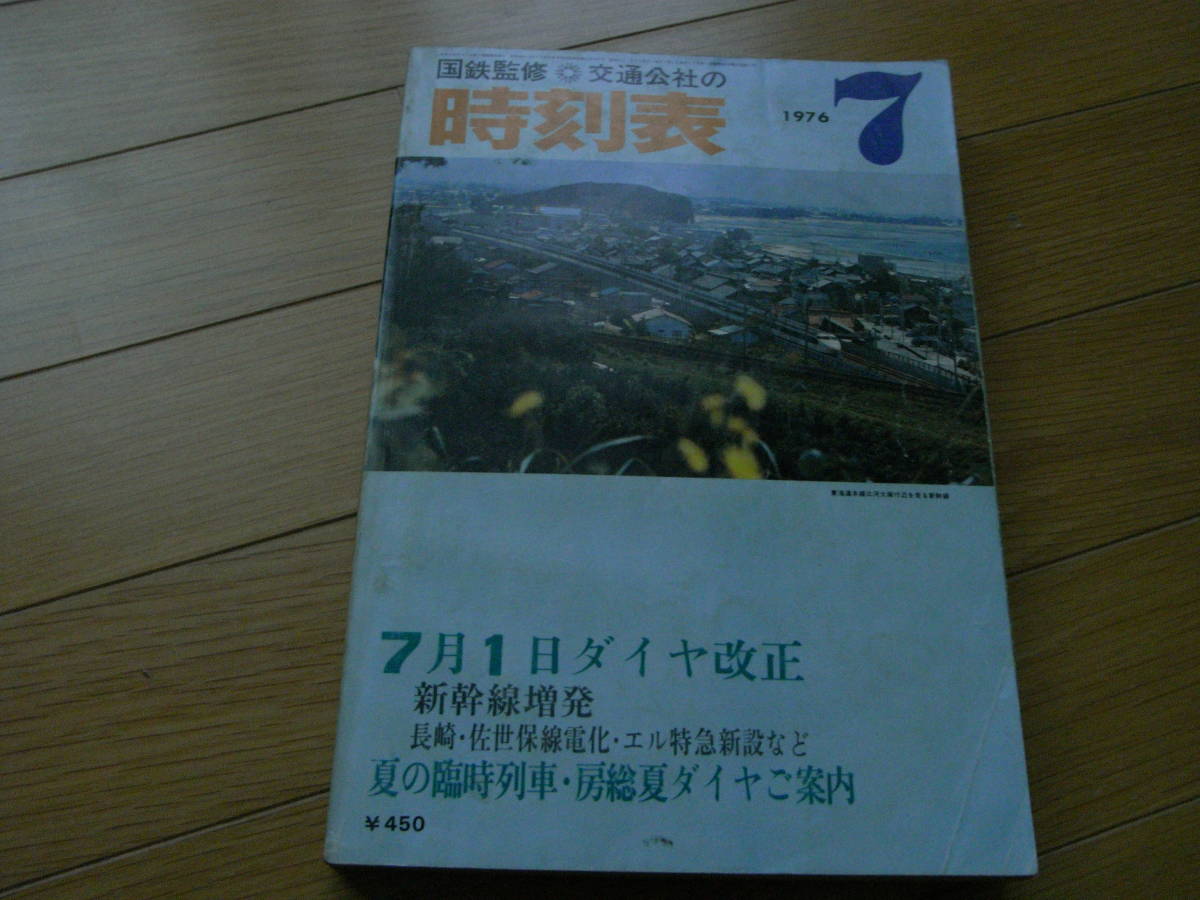 国鉄監修 交通公社の
時刻表
1976 7
7月1日ダイヤ改正
新幹線増発
長崎・佐世保線電化・エル特急新設など
夏の臨時列車・房総夏ダイヤご案内
¥450